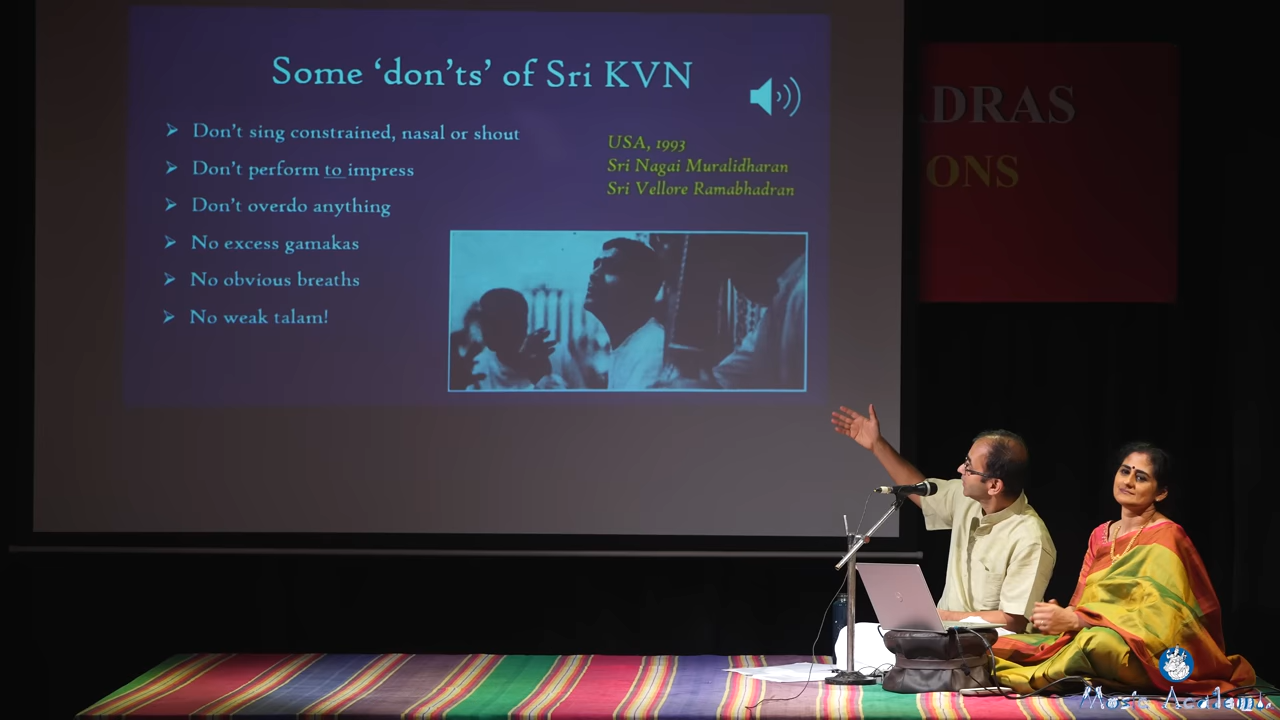 Some ‘don’ts’ of Sri KVN
Don’t sing constrained, nasal or shout
Don’t perform to impress
Don’t overdo anything
No excess gamakas
No obvious breaths
No weak talam!
USA, 1993
Sri Nagai Muralidharan
Sri Vellore Ramabhadran
DRAS
ONS
Music Academy